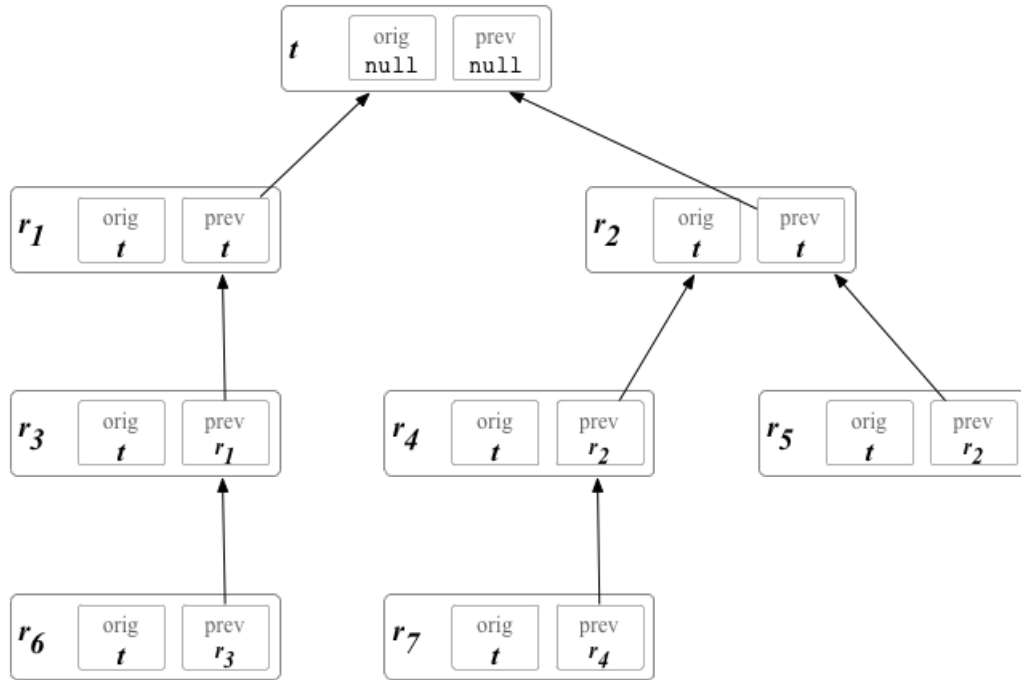 t orig prev
null null
r1 orig prev r2 orig prev
t t t t
r3 orig prev r4 orig prev r5 orig prev
t r1 t r2 t r2
r6 orig prev r7 orig prev
t r3 t r4